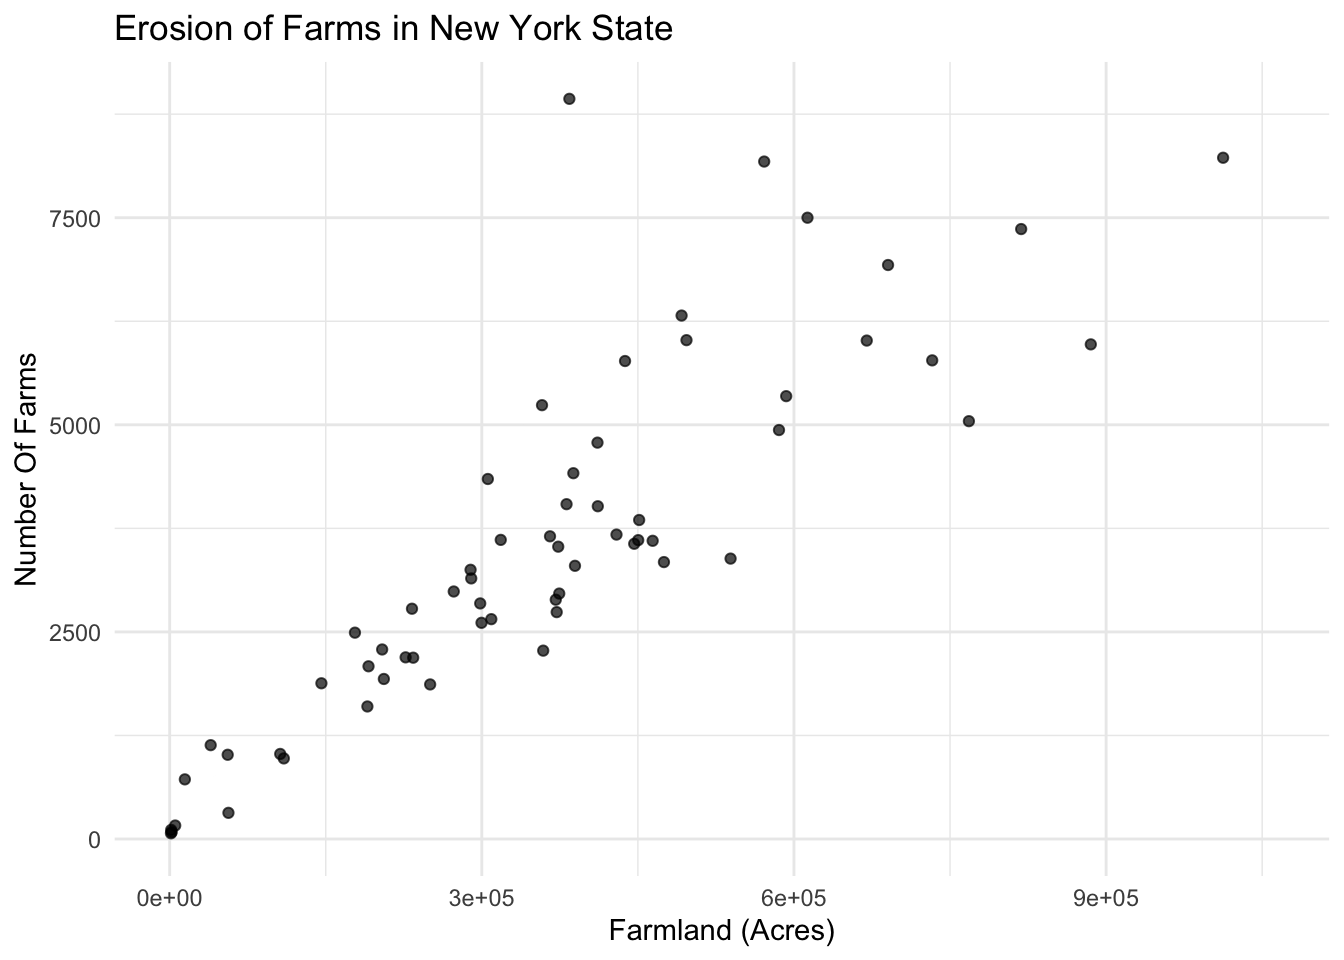 Erosion of Farms in New York State
Number Of Farms
7500
5000
2500
0
0e+00 3e+05 6e+05 9e+05
Farmland (Acres)